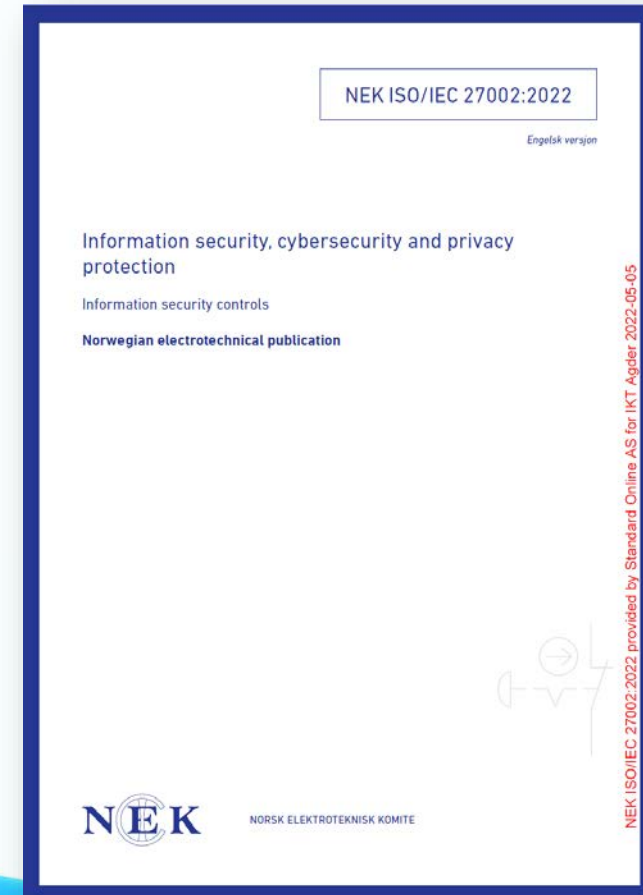 NEK ISO/IEC 27002:2022
Engelsk versjon
Information security, cybersecurity and privacy
protection
Information security controls
Norwegian electrotechnical publication
NEK ISO/IEC 27002:2022 provided by Standard Online AS for IKT Agder 2022-05-05
NEK
NORSK ELEKTROTEKNISK KOMITE